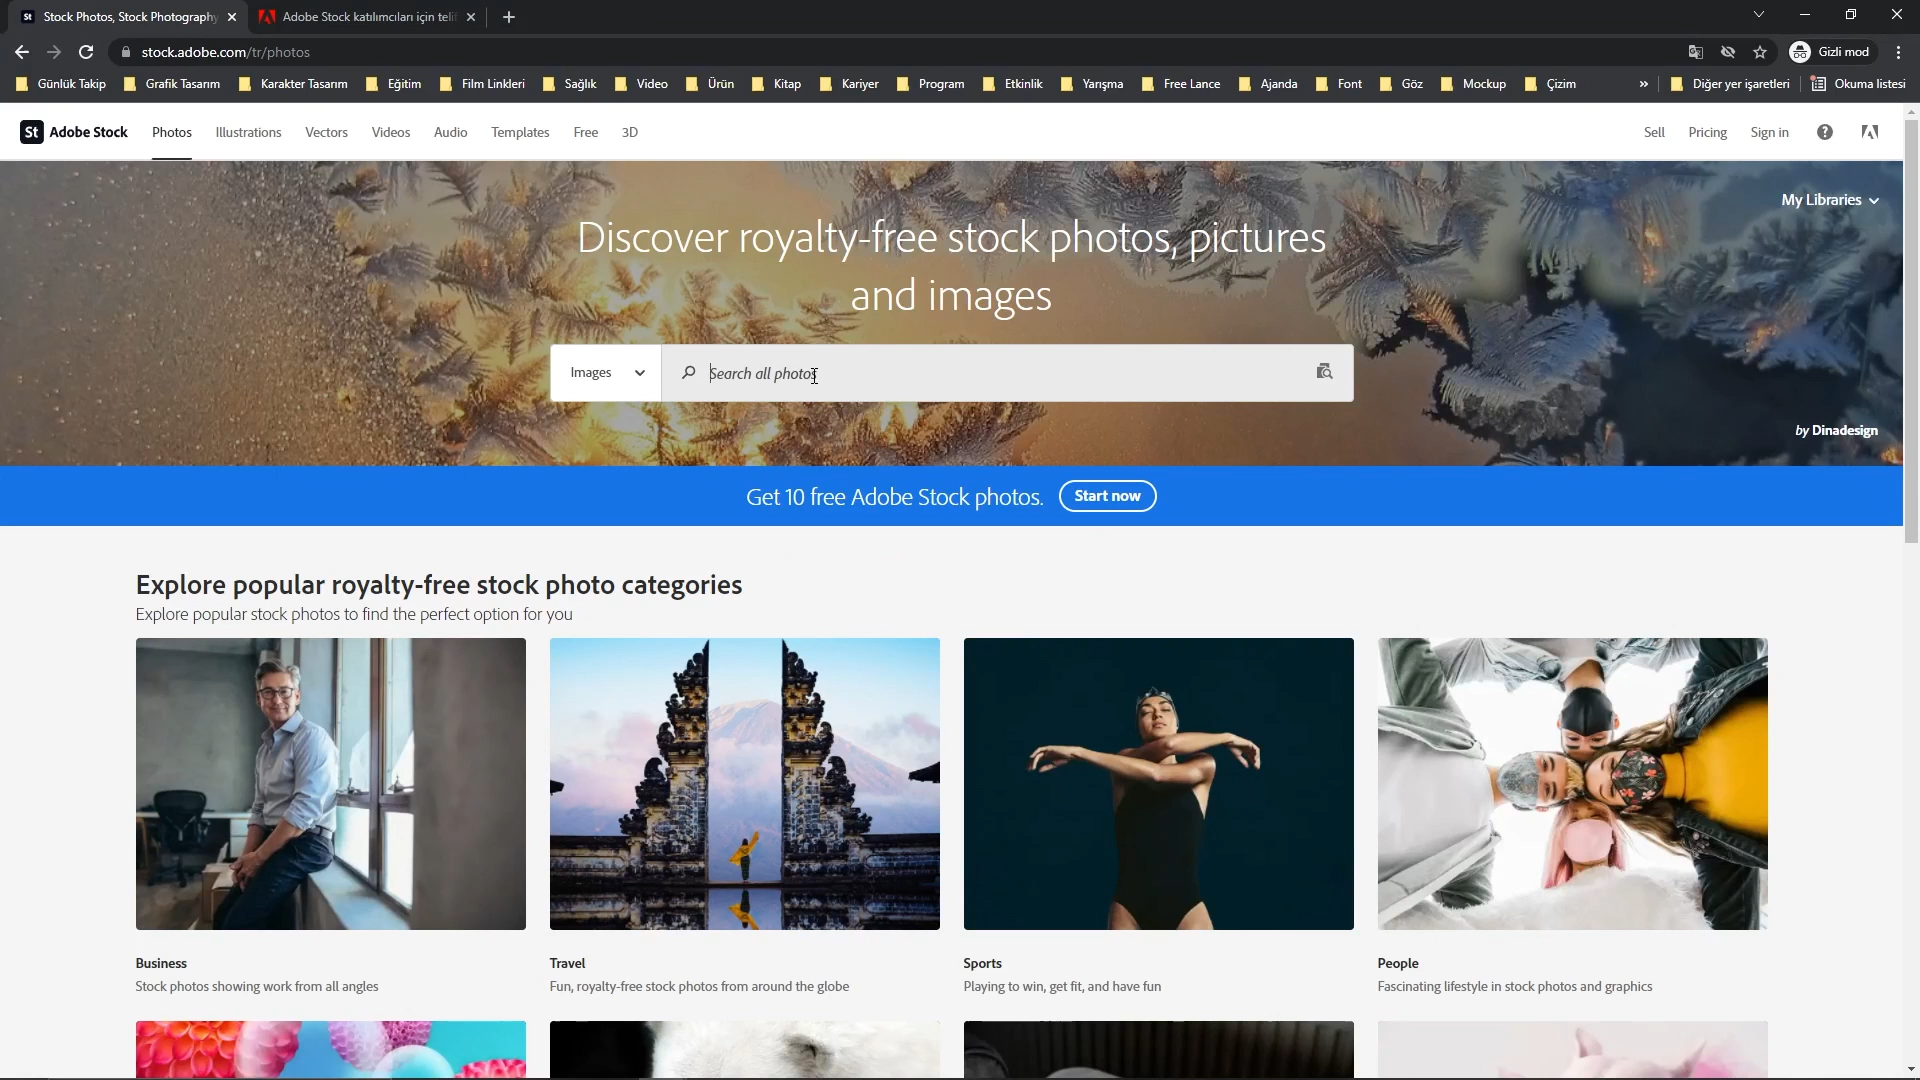 St Stock Photos, Stock Photography
Adobe Stock katılımcıları için telif
stock.adobe.com/tr/photos
Gizli mod
Günlük Takip Grafik Tasarım Karakter Tasarım Eğitim Film Linkleri Sağlık Video Ürün Kitap Kariyer Program Etkinlik Yarışma Free Lance Ajanda Font Göz Mockup Çizim » Diğer yer işaretleri Okuma listesi
St Adobe Stock Photos Illustrations Vectors Videos Audio Templates Free 3D Sell Pricing Sign in
My Libraries
Discover royalty-free stock photos, pictures
and images
Images Search all photos
by Dinadesign
Get 10 free Adobe Stock photos. Start now
Explore popular royalty-free stock photo categories
Explore popular stock photos to find the perfect option for you
Business
Stock photos showing work from all angles
Travel
Fun, royalty-free stock photos from around the globe
Sports
Playing to win, get fit, and have fun
People
Fascinating lifestyle in stock photos and graphics